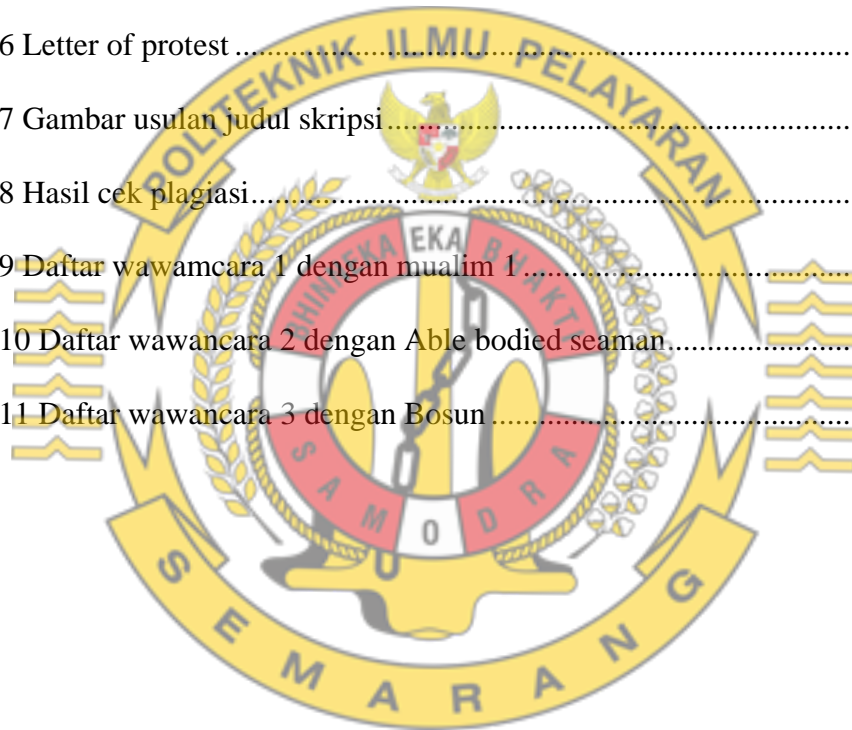 6 Letter of protest
7 Gambar usulan judul skripsi
8 Hasil cek plagiasi
9 Daftar wawamcara 1 dengan mualim 1
10 Daftar wawancara 2 dengan Able bodied seaman
11 Daftar wawancara 3 dengan Bosun
POLITEKNIK ILMU PELAYARAN
BHINNEKA EKA BHAKTI
SAMODRA
SEMARANG